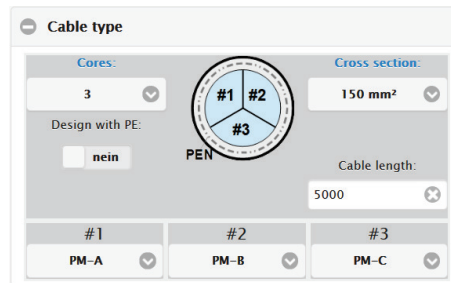 Cable type
Cores:
3
Design with PE:
nein
#1 #2
#3
PEN
Cross section:
150 mm²
Cable length:
5000
#1 #2 #3
PM-A PM-B PM-C